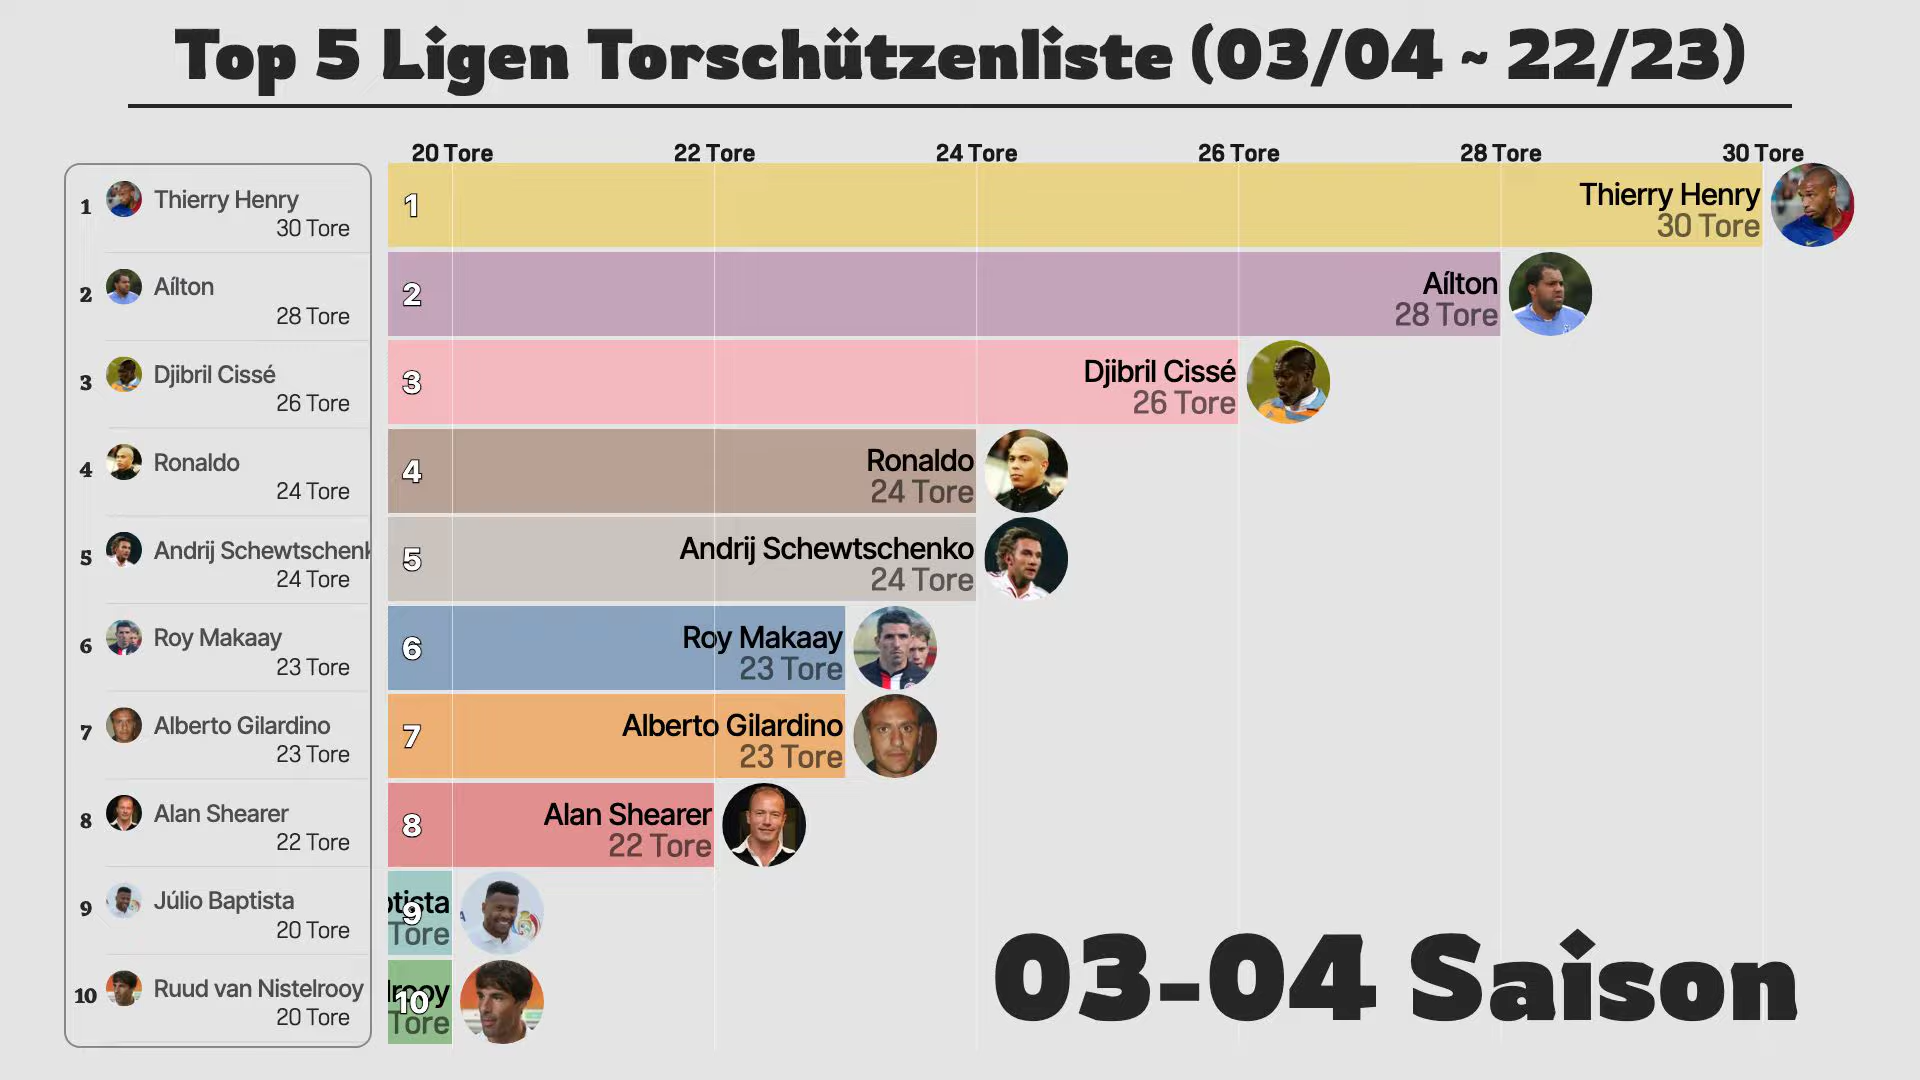 Top 5 Ligen Torschützenliste (03/04 ~ 22/23)
20 Tore 22 Tore 24 Tore 26 Tore 28 Tore 30 Tore
1 Thierry Henry
30 Tore
2 Aílton
28 Tore
3 Djibril Cissé
26 Tore
4 Ronaldo
24 Tore
5 Andrij Schewtschenk
24 Tore
6 Roy Makaay
23 Tore
7 Alberto Gilardino
23 Tore
8 Alan Shearer
22 Tore
9 Júlio Baptista
20 Tore
10 Ruud van Nistelrooy
20 Tore
1 Thierry Henry
30 Tore
2 Aílton
28 Tore
3 Djibril Cissé
26 Tore
4 Ronaldo
24 Tore
5 Andrij Schewtschenko
24 Tore
6 Roy Makaay
23 Tore
7 Alberto Gilardino
23 Tore
8 Alan Shearer
22 Tore
9 tista
Tore
10 rooy
Tore
03-04 Saison